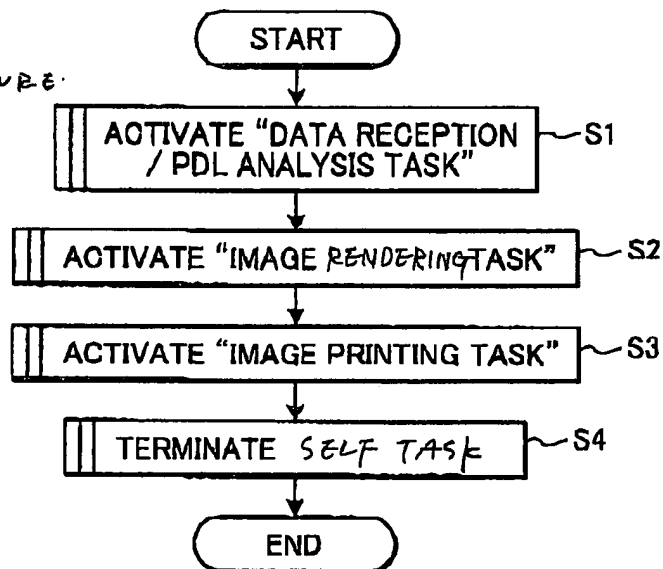 START
ACTIVATE “DATA RECEPTION
/ PDL ANALYSIS TASK”
S1
ACTIVATE “IMAGE RENDERING TASK”
S2
ACTIVATE “IMAGE PRINTING TASK”
S3
TERMINATE SELF TASK
S4
END